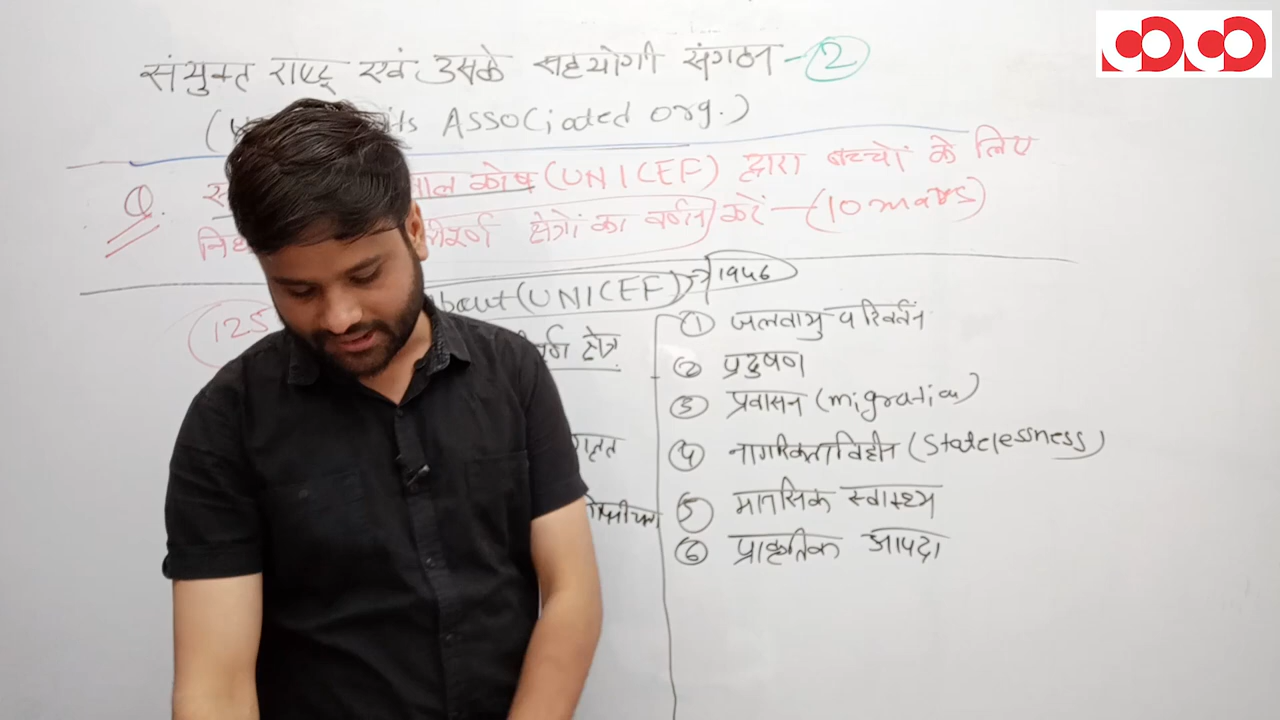 संयुक्त राष्ट्र एवं उसके सहयोगी संगठन - 2
its Associated org.)
Q. बाल कोष (UNICEF) द्वारा बच्चों के लिए
क्षेत्रों का वर्णन करें - (10 marks)
About (UNICEF) → 1946
125
क्षेत्र
① जलवायु परिवर्तन
② प्रदुषण
③ प्रवासन (migration)
④ नागरिकताविहीन (Statelessness)
⑤ मानसिक स्वास्थ्य
⑥ प्राकृतिक आपदा